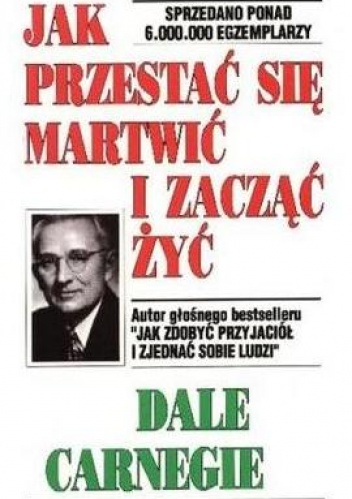 SPRZEDANO PONAD
6.000.000 EGZEMPLARZY
JAK
PRZESTAĆ SIĘ
MARTWIĆ
I ZACZĄĆ
ŻYĆ
Autor głośnego bestselleru
"JAK ZDOBYĆ PRZYJACIÓŁ
I ZJEDNAĆ SOBIE LUDZI"
DALE
CARNEGIE